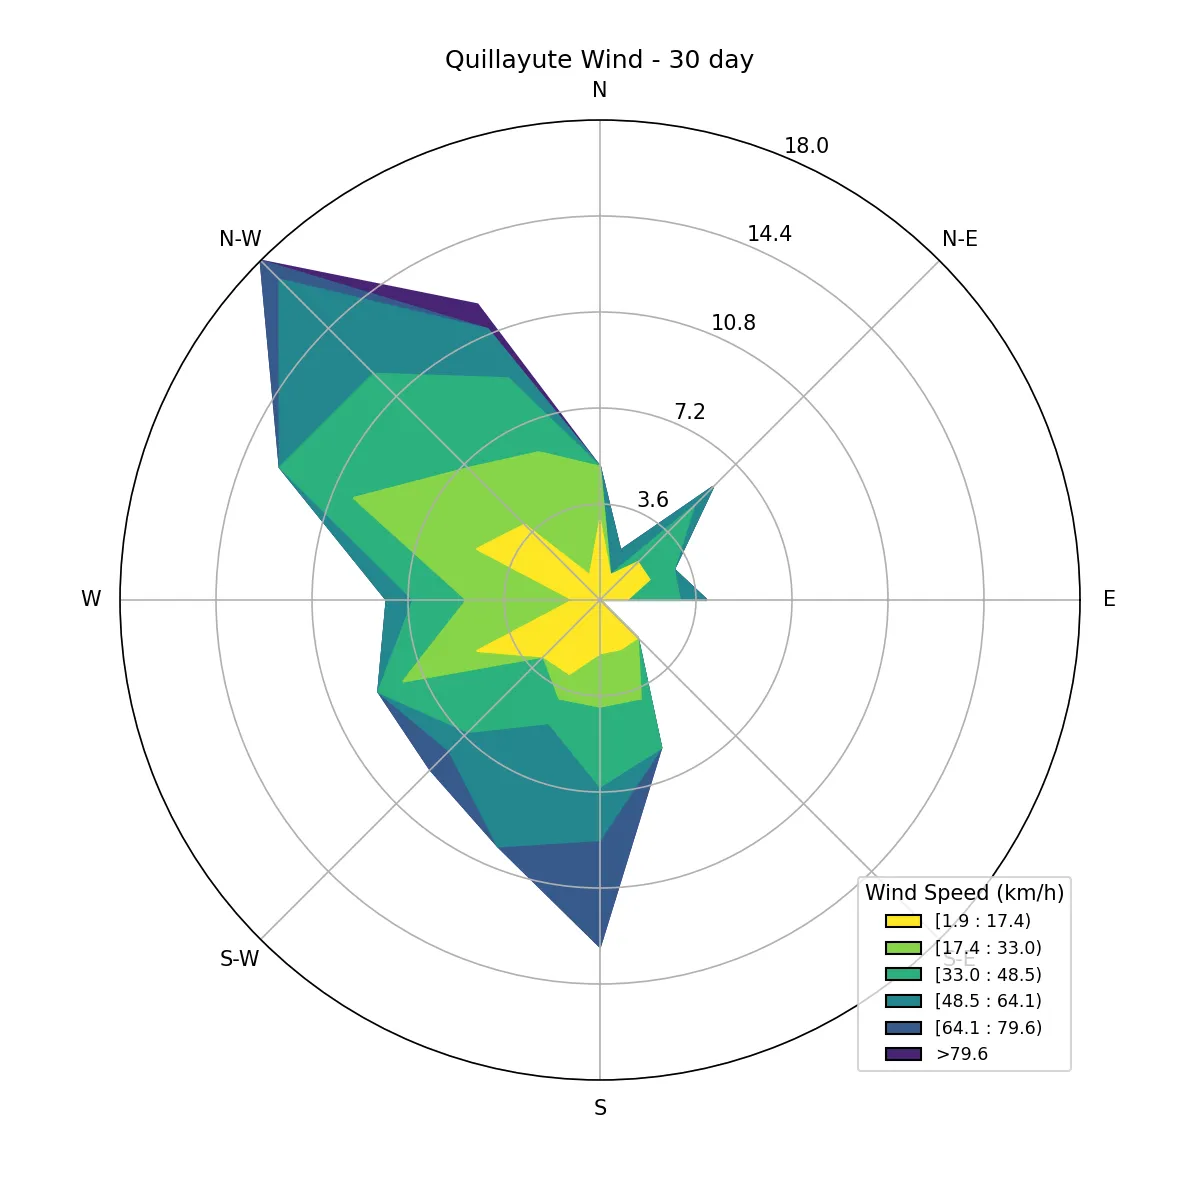 Quillayute Wind - 30 day
N
18.0
14.4
N-W
N-E
10.8
7.2
3.6
W
E
S-W
S-E
S
Wind Speed (km/h)
[1.9 : 17.4)
[17.4 : 33.0)
[33.0 : 48.5)
[48.5 : 64.1)
[64.1 : 79.6)
>79.6